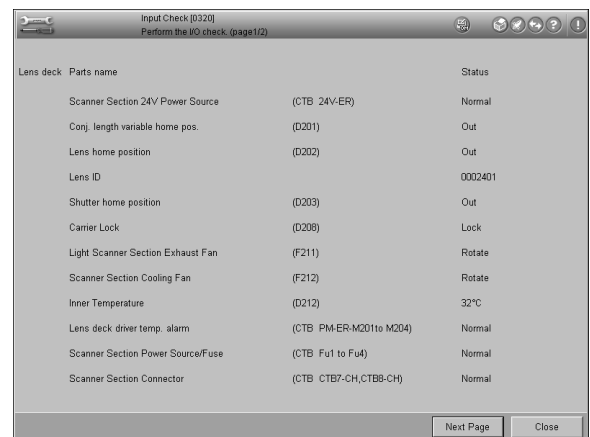 Input Check [0320]
Perform the I/O check. (page1/2)
Lens deck Parts name Status
Scanner Section 24V Power Source (CTB 24V-ER) Normal
Conj. length variable home pos. (D201) Out
Lens home position (D202) Out
Lens ID 0002401
Shutter home position (D203) Out
Carrier Lock (D208) Lock
Light Scanner Section Exhaust Fan (F211) Rotate
Scanner Section Cooling Fan (F212) Rotate
Inner Temperature (D212) 32°C
Lens deck driver temp. alarm (CTB PM-ER-M201to M204) Normal
Scanner Section Power Source/Fuse (CTB Fu1 to Fu4) Normal
Scanner Section Connector (CTB CTB7-CH,CTB8-CH) Normal
Next Page Close